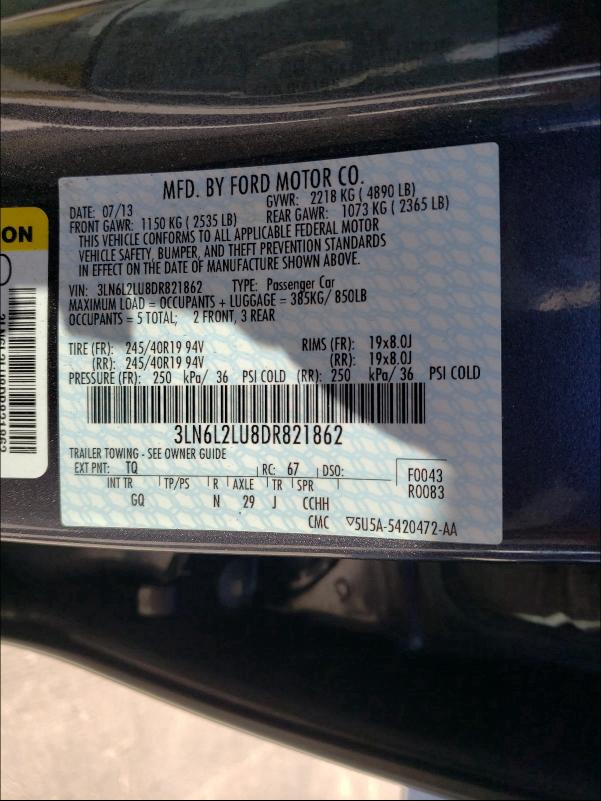 MFD. BY FORD MOTOR CO.
DATE: 07/13 GVWR: 2218 KG ( 4890 LB)
FRONT GAWR: 1150 KG ( 2535 LB) REAR GAWR: 1073 KG ( 2365 LB)
THIS VEHICLE CONFORMS TO ALL APPLICABLE FEDERAL MOTOR
VEHICLE SAFETY, BUMPER, AND THEFT PREVENTION STANDARDS
IN EFFECT ON THE DATE OF MANUFACTURE SHOWN ABOVE.
VIN: 3LN6L2LU8DR821862 TYPE: Passenger Car
MAXIMUM LOAD = OCCUPANTS + LUGGAGE = 385KG/ 850LB
OCCUPANTS = 5 TOTAL; 2 FRONT, 3 REAR
TIRE (FR): 245/40R19 94V RIMS (FR): 19x8.0J
(RR): 245/40R19 94V (RR): 19x8.0J
PRESSURE (FR): 250 kPa/ 36 PSI COLD (RR): 250 kPa/ 36 PSI COLD
3LN6L2LU8DR821862
TRAILER TOWING - SEE OWNER GUIDE
EXT PNT: TQ RC: 67 DSO: F0043
INT TR TP/PS R AXLE TR SPR R0083
GQ N 29 J CCHH
CMC ▽5U5A-5420472-AA
ON